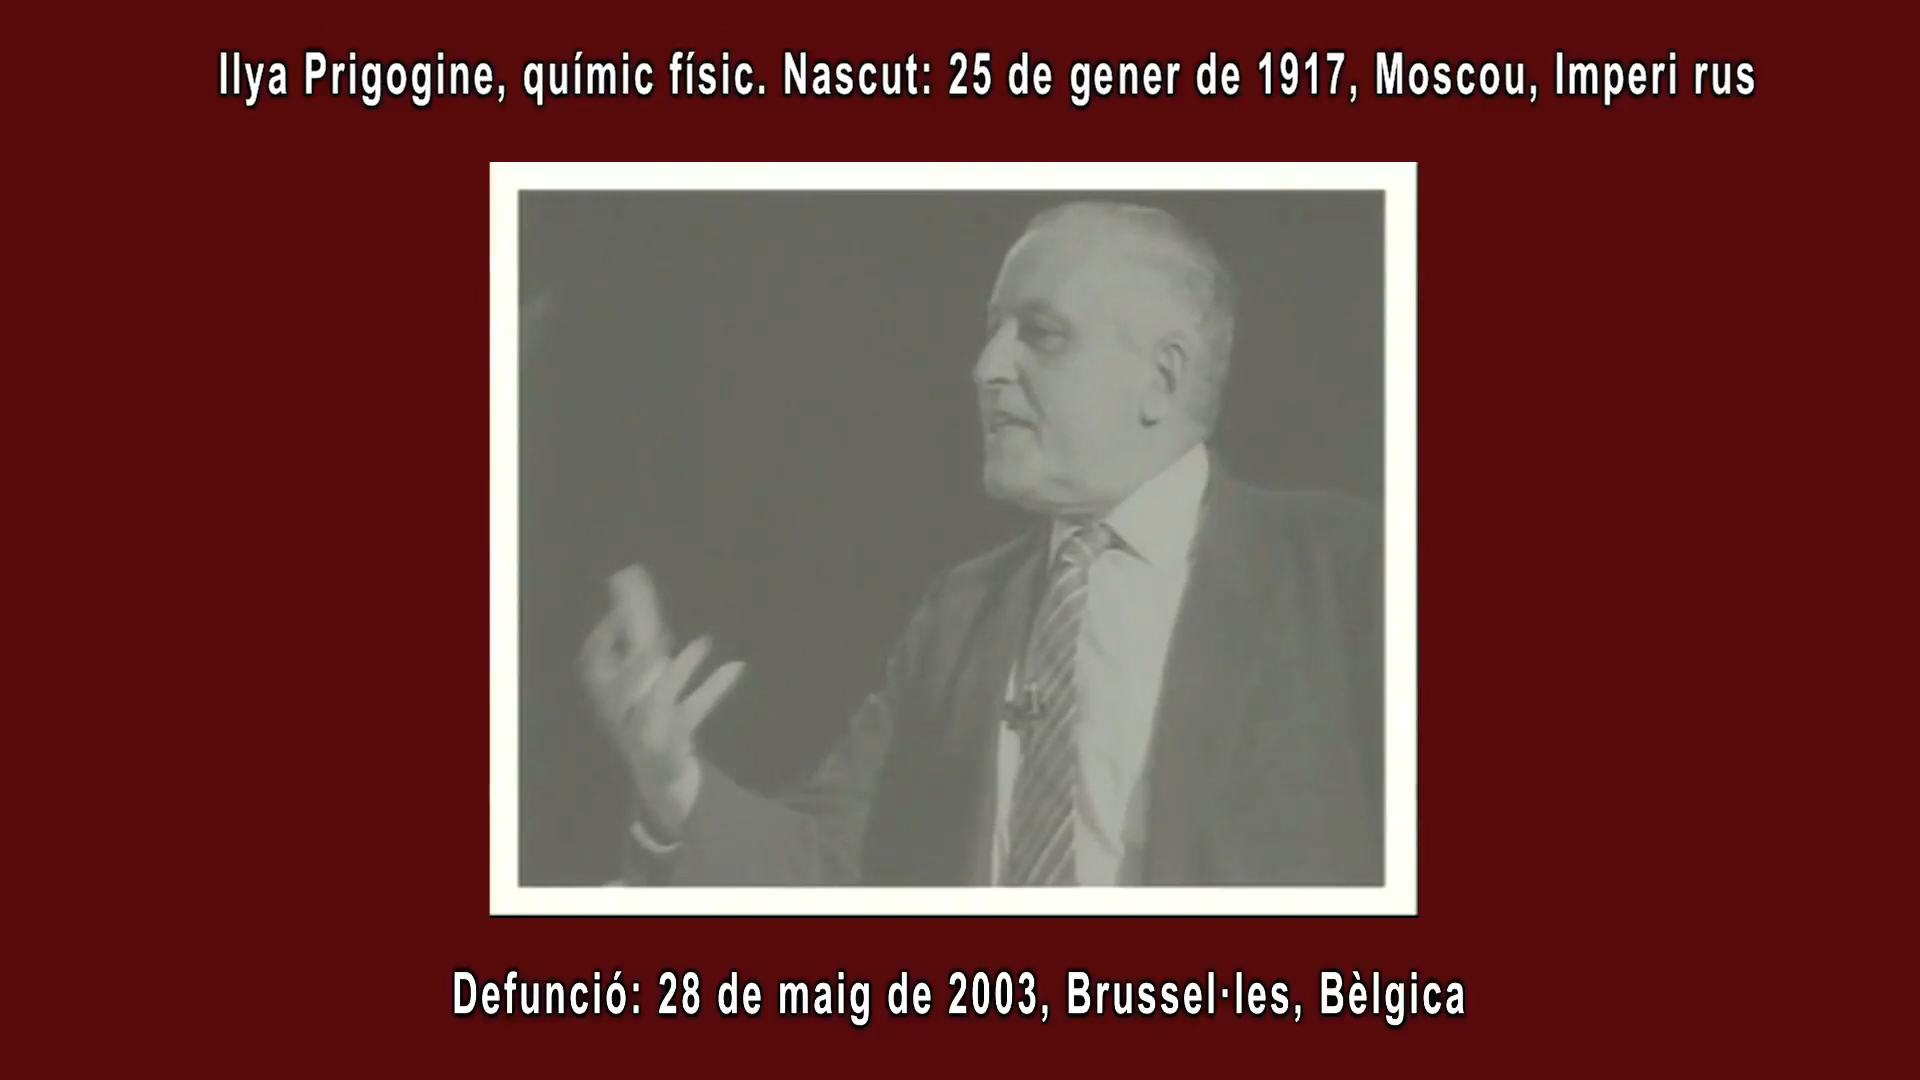 Ilya Prigogine, químic físic. Nascut: 25 de gener de 1917, Moscou, Imperi rus
Defunció: 28 de maig de 2003, Brussel·les, Bèlgica